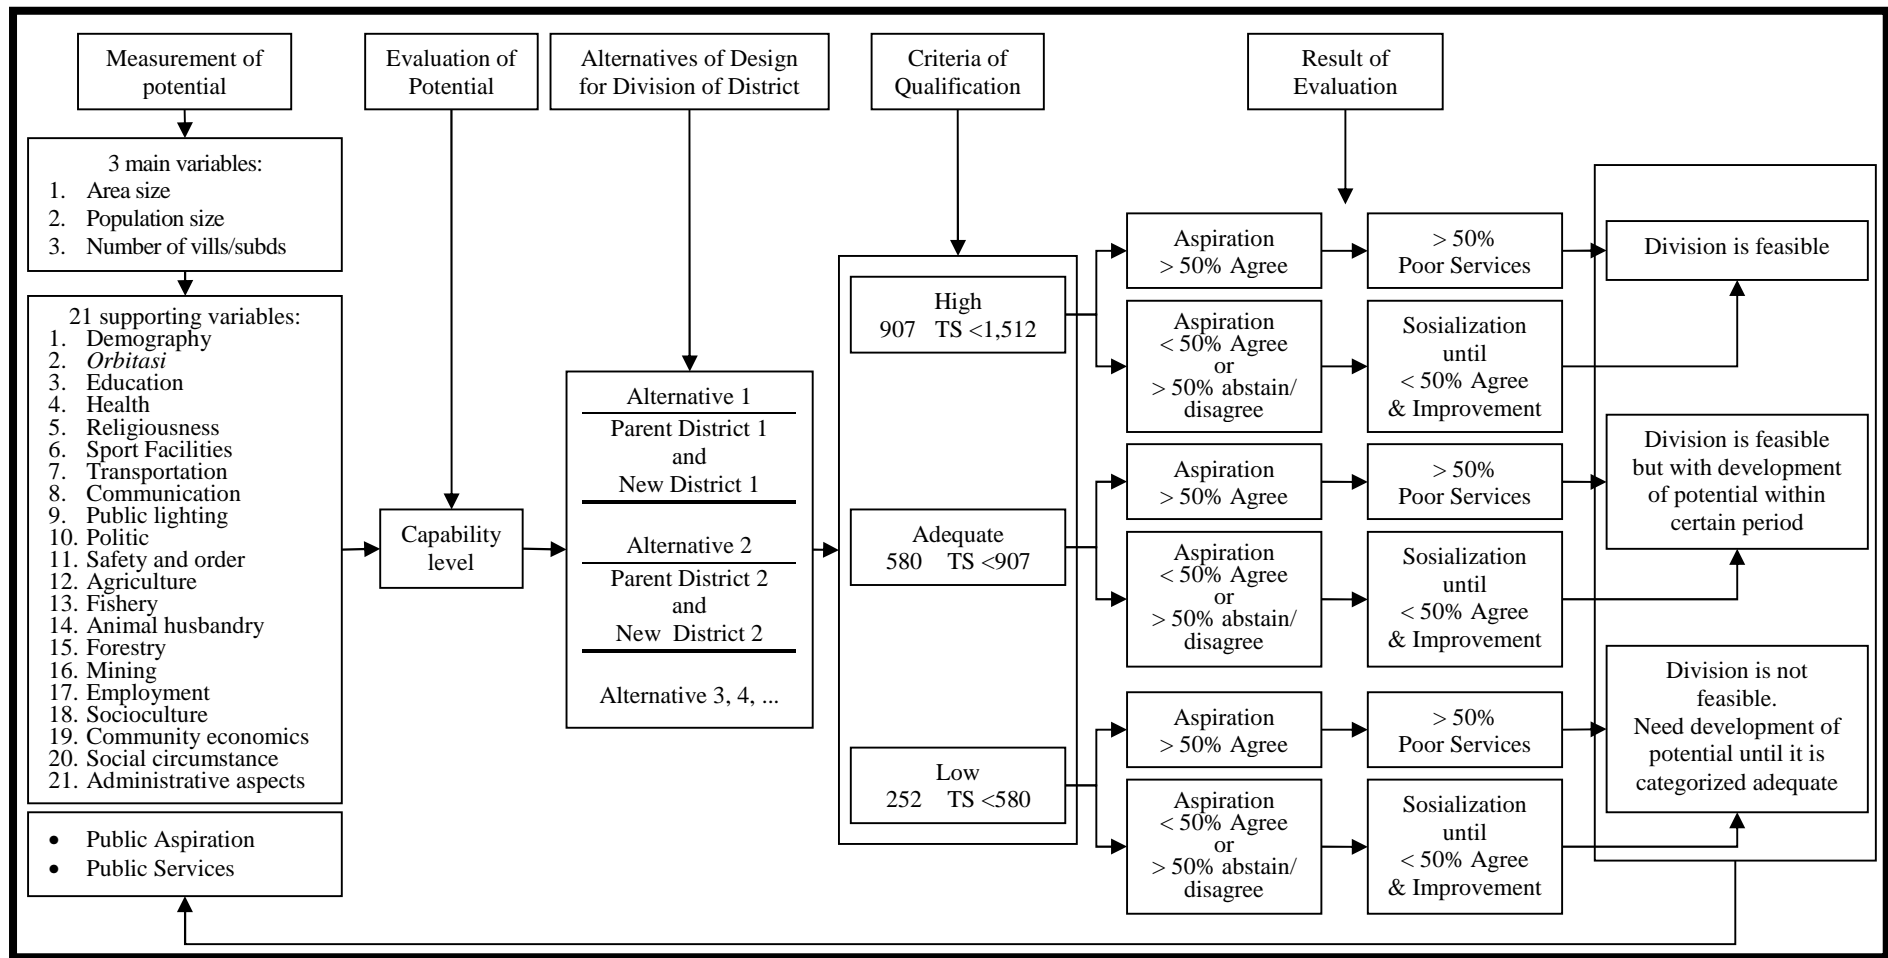 Measurement of
potential
Evaluation of
Potential
Alternatives of Design
for Division of District
Criteria of
Qualification
Result of
Evaluation
3 main variables:
1. Area size
2. Population size
3. Number of vills/subds
21 supporting variables:
1. Demography
2. Orbitasi
3. Education
4. Health
5. Religiousness
6. Sport Facilities
7. Transportation
8. Communication
9. Public lighting
10. Politic
11. Safety and order
12. Agriculture
13. Fishery
14. Animal husbandry
15. Forestry
16. Mining
17. Employment
18. Socioculture
19. Community economics
20. Social circumstance
21. Administrative aspects
• Public Aspiration
• Public Services
Capability
level
Alternative 1
Parent District 1
and
New District 1
Alternative 2
Parent District 2
and
New District 2
Alternative 3, 4, ...
High
907 TS <1,512
Adequate
580 TS <907
Low
252 TS <580
Aspiration
> 50% Agree
> 50%
Poor Services
Division is feasible
Aspiration
< 50% Agree
or
> 50% abstain/
disagree
Sosialization
until
< 50% Agree
& Improvement
Aspiration
> 50% Agree
> 50%
Poor Services
Division is feasible
but with development
of potential within
certain period
Aspiration
< 50% Agree
or
> 50% abstain/
disagree
Sosialization
until
< 50% Agree
& Improvement
Aspiration
> 50% Agree
> 50%
Poor Services
Division is not
feasible.
Need development of
potential until it is
categorized adequate
Aspiration
< 50% Agree
or
> 50% abstain/
disagree
Sosialization
until
< 50% Agree
& Improvement